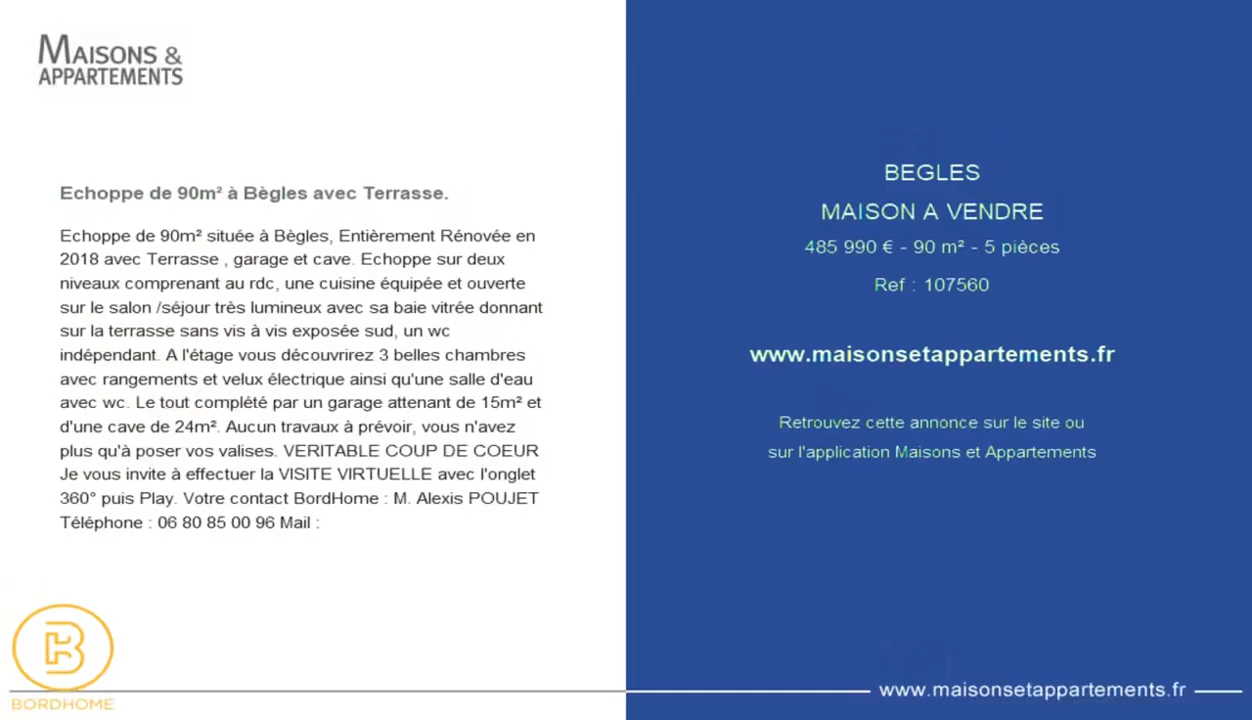 MAISONS &
APPARTEMENTS
Echoppe de 90m² à Bègles avec Terrasse.
Echoppe de 90m² située à Bègles, Entièrement Rénovée en
2018 avec Terrasse , garage et cave. Echoppe sur deux
niveaux comprenant au rdc, une cuisine équipée et ouverte
sur le salon /séjour très lumineux avec sa baie vitrée donnant
sur la terrasse sans vis à vis exposée sud, un wc
indépendant. A l'étage vous découvrirez 3 belles chambres
avec rangements et velux électrique ainsi qu'une salle d'eau
avec wc. Le tout complété par un garage attenant de 15m² et
d'une cave de 24m². Aucun travaux à prévoir, vous n'avez
plus qu'à poser vos valises. VERITABLE COUP DE COEUR
Je vous invite à effectuer la VISITE VIRTUELLE avec l'onglet
360° puis Play. Votre contact BordHome : M. Alexis POUJET
Téléphone : 06 80 85 00 96 Mail :
BORDHOME
BEGLES
MAISON A VENDRE
485 990 € - 90 m² - 5 pièces
Ref : 107560
www.maisonsetappartements.fr
Retrouvez cette annonce sur le site ou
sur l'application Maisons et Appartements
www.maisonsetappartements.fr